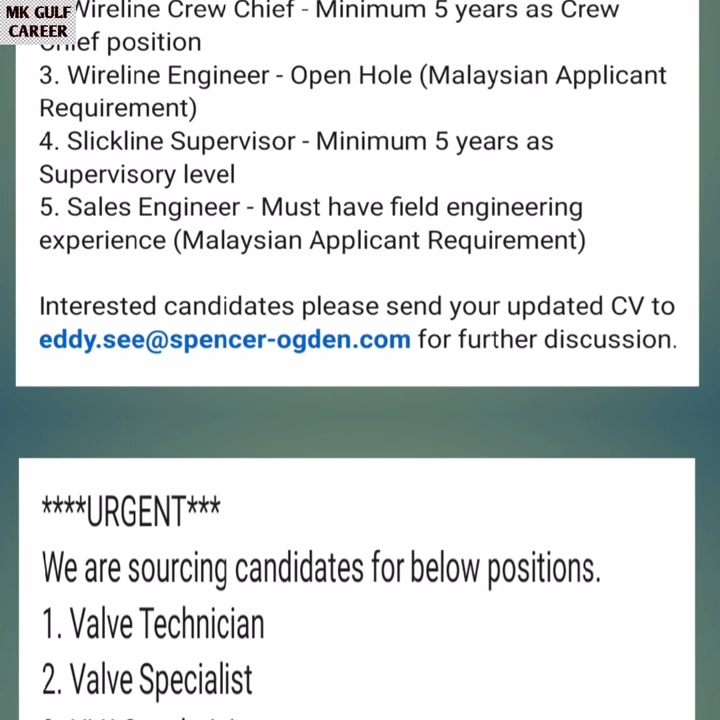 MK GULF
CAREER
Wireline Crew Chief - Minimum 5 years as Crew
Chief position
3. Wireline Engineer - Open Hole (Malaysian Applicant
Requirement)
4. Slickline Supervisor - Minimum 5 years as
Supervisory level
5. Sales Engineer - Must have field engineering
experience (Malaysian Applicant Requirement)
Interested candidates please send your updated CV to
eddy.see@spencer-ogden.com for further discussion.
****URGENT***
We are sourcing candidates for below positions.
1. Valve Technician
2. Valve Specialist